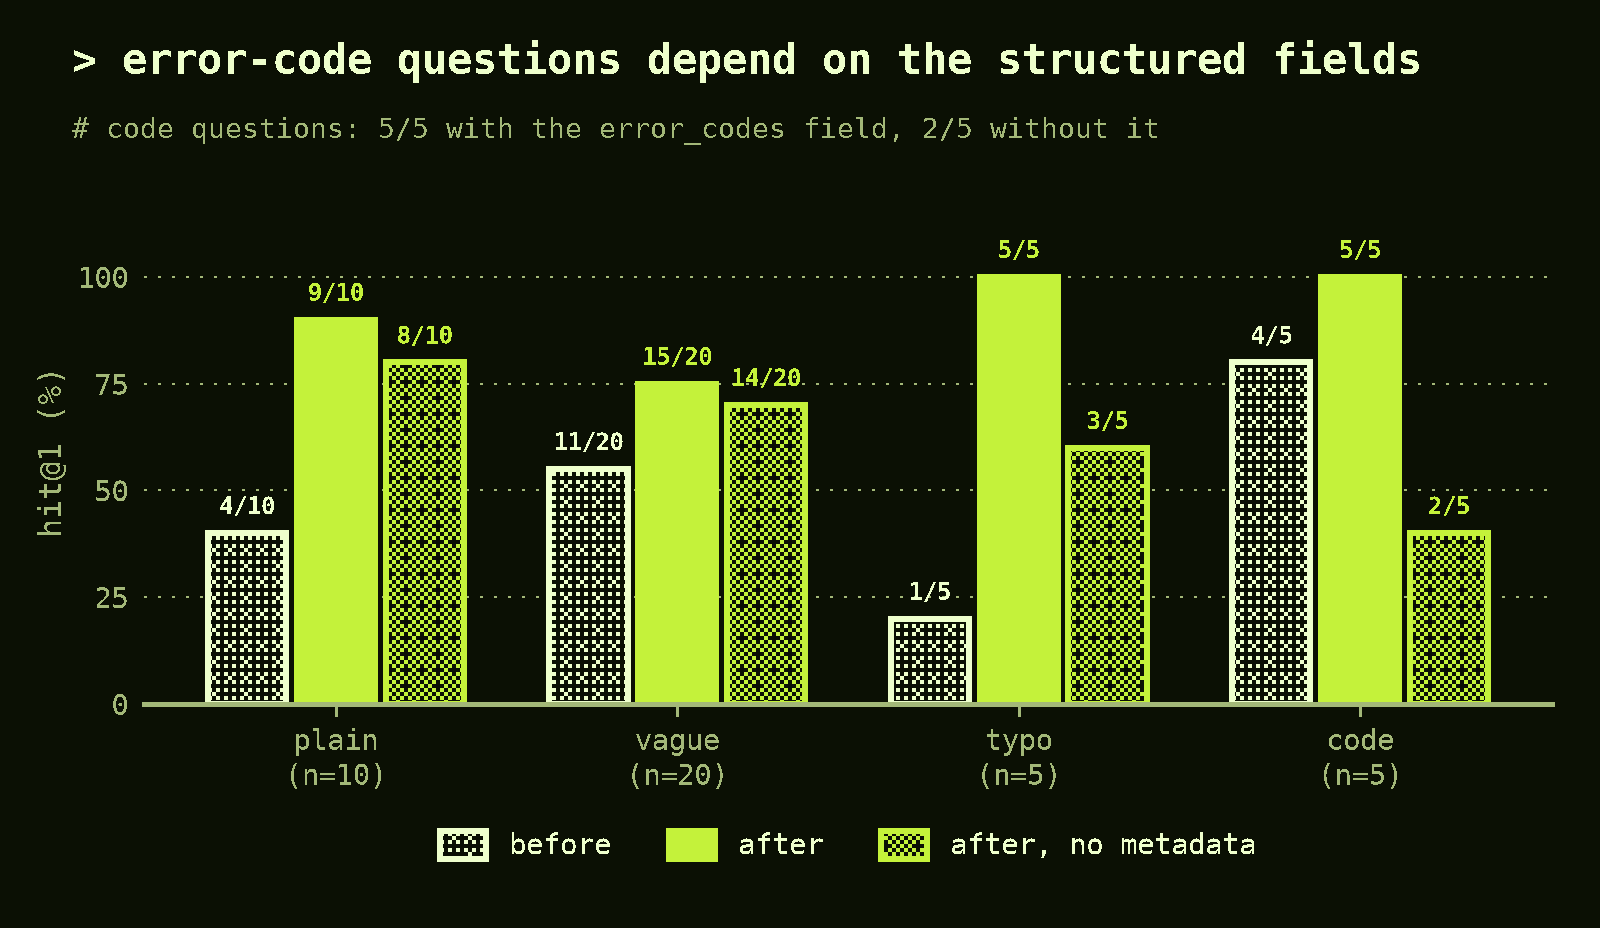 > error-code questions depend on the structured fields
# code questions: 5/5 with the error_codes field, 2/5 without it
hit@1 (%)
100
75
50
25
0
4/10
9/10
8/10
11/20
15/20
14/20
1/5
5/5
3/5
4/5
5/5
2/5
plain
(n=10)
vague
(n=20)
typo
(n=5)
code
(n=5)
before
after
after, no metadata